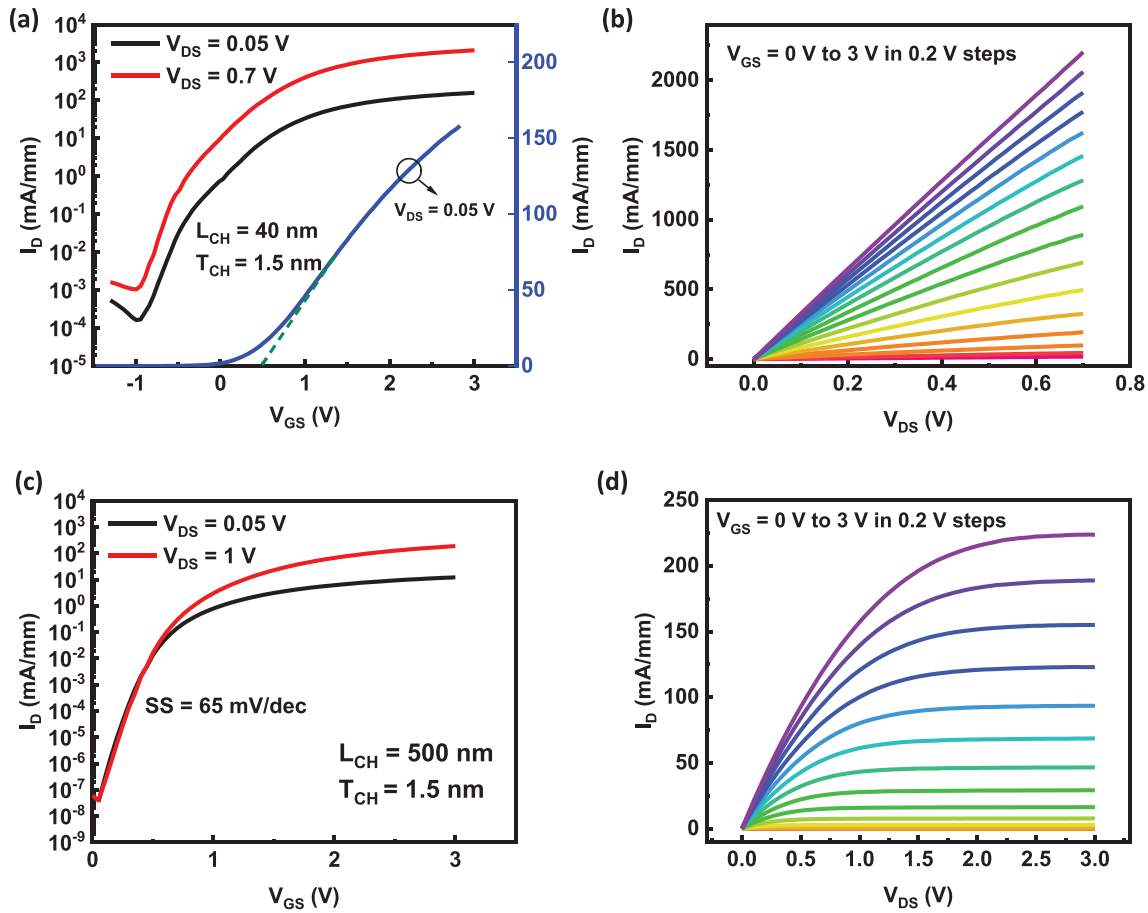 (a)
V_DS = 0.05 V
V_DS = 0.7 V
10^4
10^3
10^2
10^1
10^0
10^-1
10^-2
10^-3
10^-4
10^-5
I_D (mA/mm)
L_CH = 40 nm
T_CH = 1.5 nm
V_DS = 0.05 V
200
150
100
50
0
I_D (mA/mm)
-1 0 1 2 3
V_GS (V)
(b)
V_GS = 0 V to 3 V in 0.2 V steps
2000
1500
1000
500
0
I_D (mA/mm)
0.0 0.2 0.4 0.6 0.8
V_DS (V)
(c)
V_DS = 0.05 V
V_DS = 1 V
10^4
10^3
10^2
10^1
10^0
10^-1
10^-2
10^-3
10^-4
10^-5
10^-6
10^-7
10^-8
10^-9
I_D (mA/mm)
SS = 65 mV/dec
L_CH = 500 nm
T_CH = 1.5 nm
0 1 2 3
V_GS (V)
(d)
V_GS = 0 V to 3 V in 0.2 V steps
250
200
150
100
50
0
I_D (mA/mm)
0.0 0.5 1.0 1.5 2.0 2.5 3.0
V_DS (V)